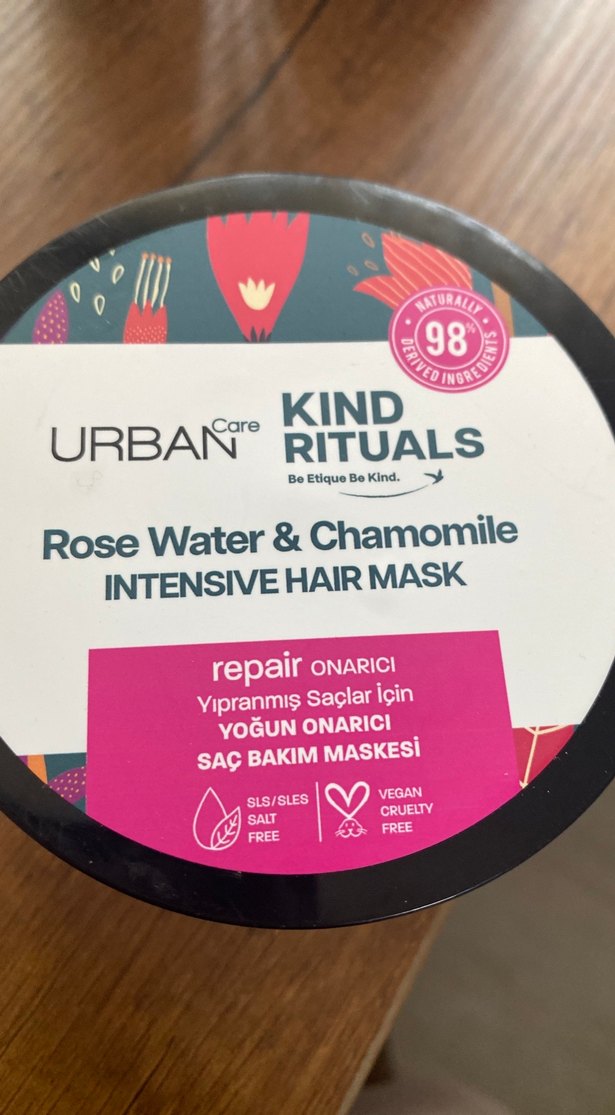 NATURALLY
98%
DERIVED INGREDIENTS
URBAN Care
KIND
RITUALS
Be Etique Be Kind.
Rose Water & Chamomile
INTENSIVE HAIR MASK
repair ONARICI
Yıpranmış Saçlar İçin
YOĞUN ONARICI
SAÇ BAKIM MASKESİ
SLS/SLES
SALT
FREE
VEGAN
CRUELTY
FREE